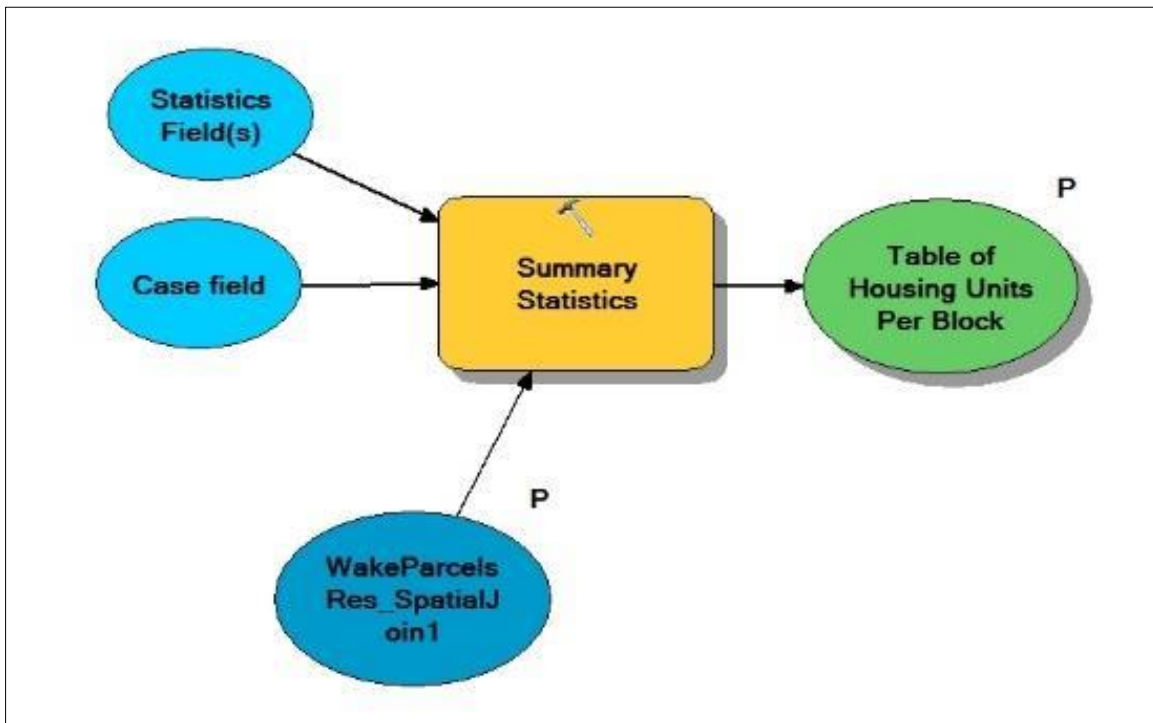 Statistics
Field(s)
Case field
Summary
Statistics
P
Table of
Housing Units
Per Block
P
WakeParcels
Res_SpatialJ
oin1